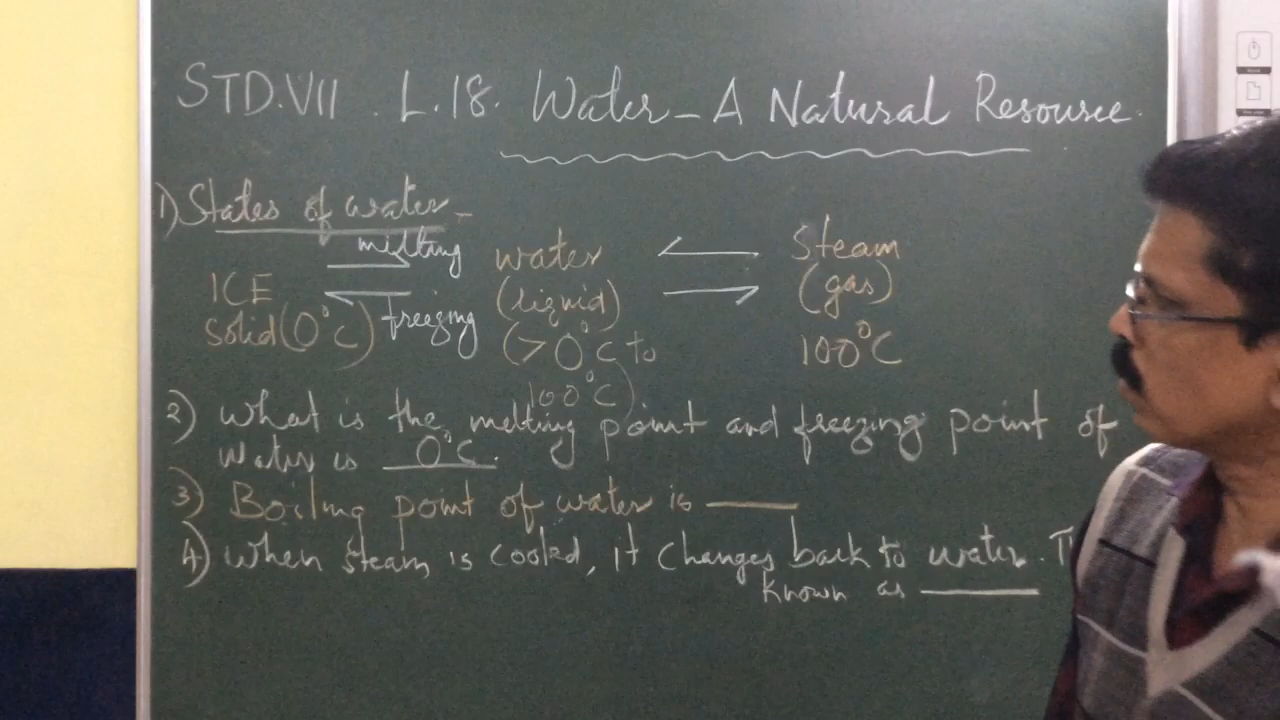 STD.VII. L.18. Water - A Natural Resource.
1) States of water -
melting
water
Steam
ICE
(liquid)
(gas)
solid (0°C)
freezing
(>0°C to
100°C
100°C)
2) What is the melting point and freezing point of
water is 0°C.
3) Boiling point of water is ____
4) When steam is cooled, it changes back to water. T
known as ____